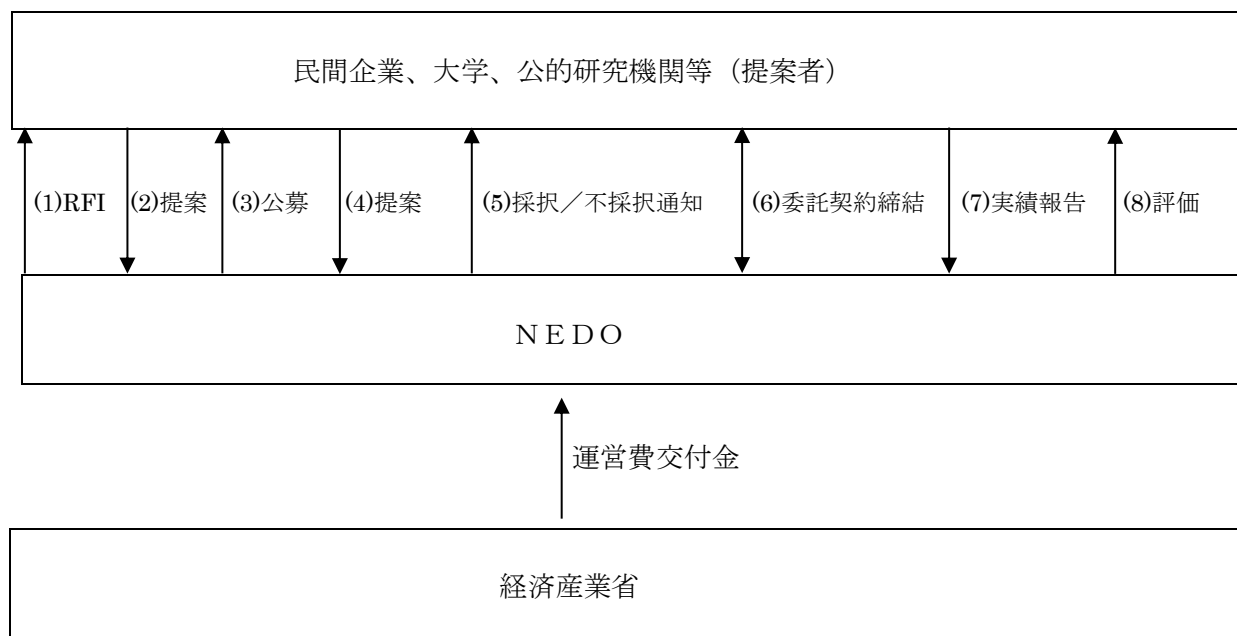 民間企業、大学、公的研究機関等（提案者）
(1)RFI
(2)提案
(3)公募
(4)提案
(5)採択／不採択通知
(6)委託契約締結
(7)実績報告
(8)評価
ＮＥＤＯ
運営費交付金
経済産業省